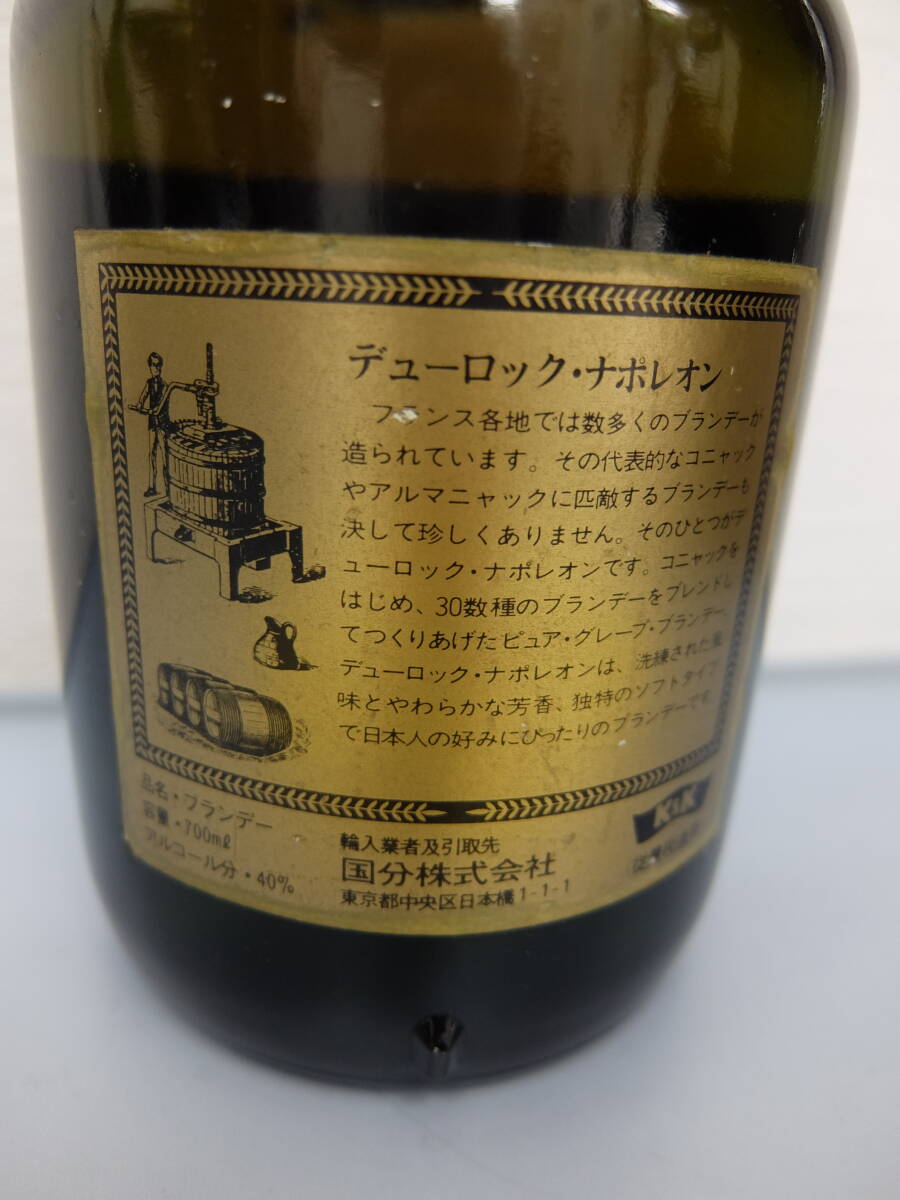 デューロック・ナポレオン
フランス各地では数多くのブランデーが
造られています。その代表的なコニャック
やアルマニャックに匹敵するブランデーも
決して珍しくありません。そのひとつがデ
ューロック・ナポレオンです。コニャックを
はじめ、30数種のブランデーをブレンドし
てつくりあげたピュア・グレープ・ブランデー、
デューロック・ナポレオンは、洗練された風
味とやわらかな芳香、独特のソフトタイプ
で日本人の好みにぴったりのブランデーです。
品名・ブランデー
容量・700ml
アルコール分・40%
輸入業者及引取先
国分株式会社
東京都中央区日本橋1-1-1
K&K